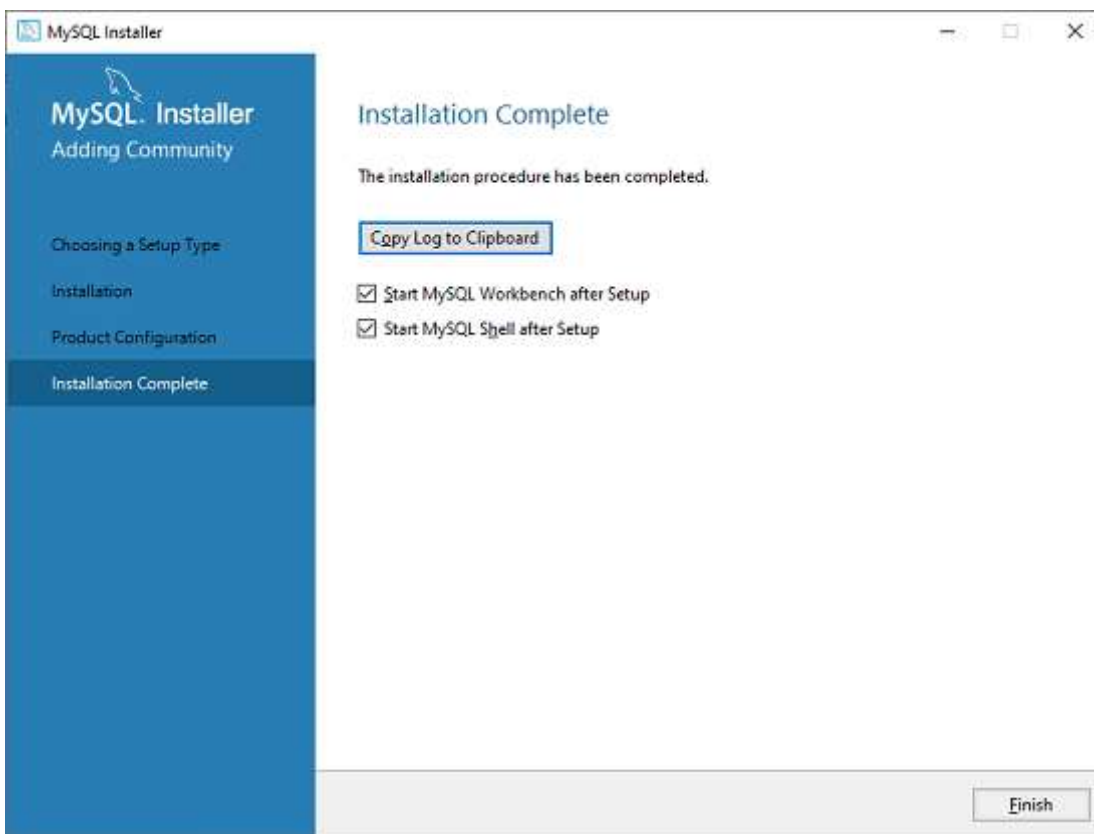 MySQL Installer
MySQL. Installer
Adding Community
Choosing a Setup Type
Installation
Product Configuration
Installation Complete
Installation Complete
The installation procedure has been completed.
Copy Log to Clipboard
Start MySQL Workbench after Setup
Start MySQL Shell after Setup
Finish